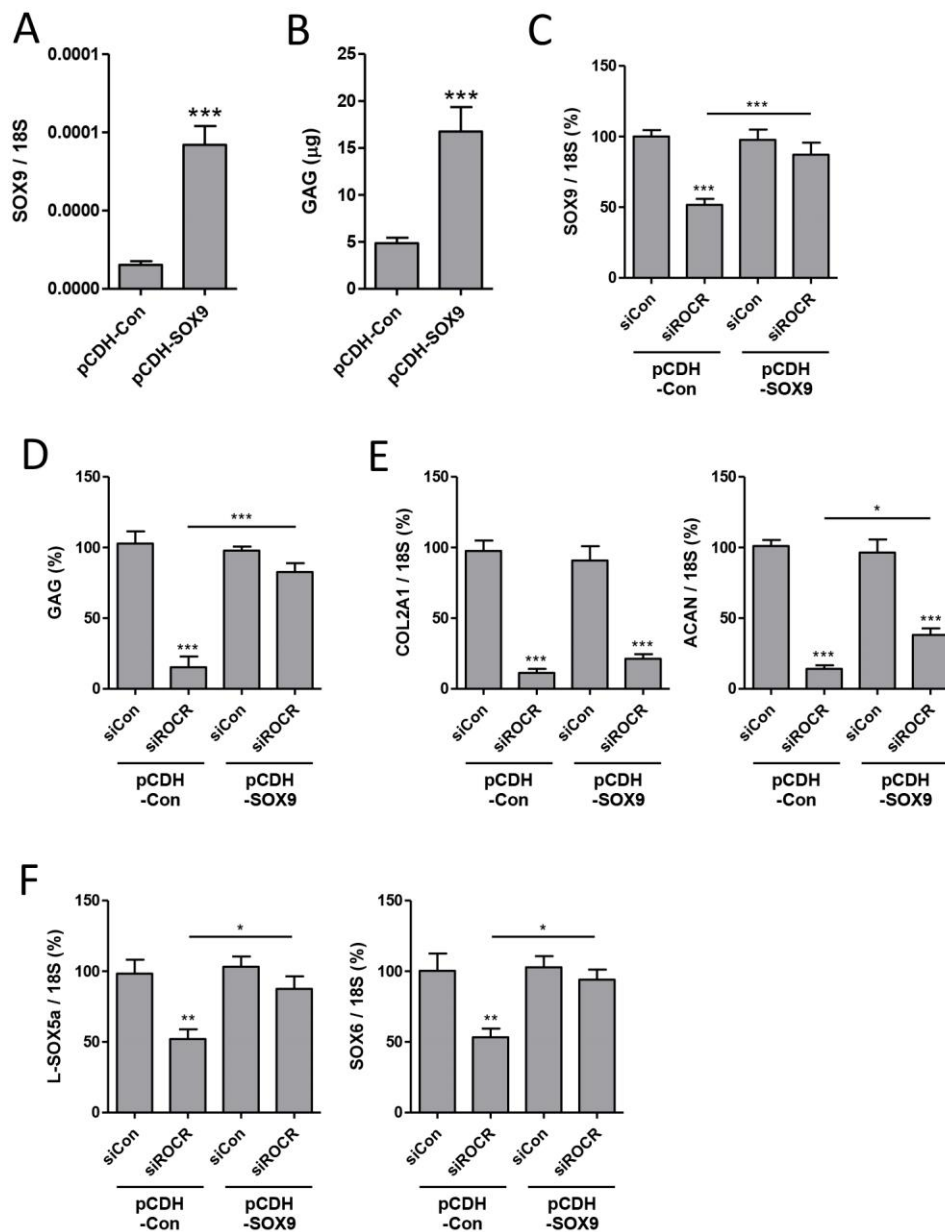 A
SOX9 / 18S
0.0001
0.0001
0.0000
0.0000
***
pCDH-Con
pCDH-SOX9
B
GAG (µg)
25
20
15
10
5
0
***
pCDH-Con
pCDH-SOX9
C
SOX9 / 18S (%)
150
100
50
0
***
***
siCon
siROCR
siCon
siROCR
pCDH
-Con
pCDH
-SOX9
D
GAG (%)
150
100
50
0
***
***
siCon
siROCR
siCon
siROCR
pCDH
-Con
pCDH
-SOX9
E
COL2A1 / 18S (%)
150
100
50
0
***
***
siCon
siROCR
siCon
siROCR
pCDH
-Con
pCDH
-SOX9
ACAN / 18S (%)
150
100
50
0
*
***
***
siCon
siROCR
siCon
siROCR
pCDH
-Con
pCDH
-SOX9
F
L-SOX5a / 18S (%)
150
100
50
0
*
**
siCon
siROCR
siCon
siROCR
pCDH
-Con
pCDH
-SOX9
SOX6 / 18S (%)
150
100
50
0
*
**
siCon
siROCR
siCon
siROCR
pCDH
-Con
pCDH
-SOX9